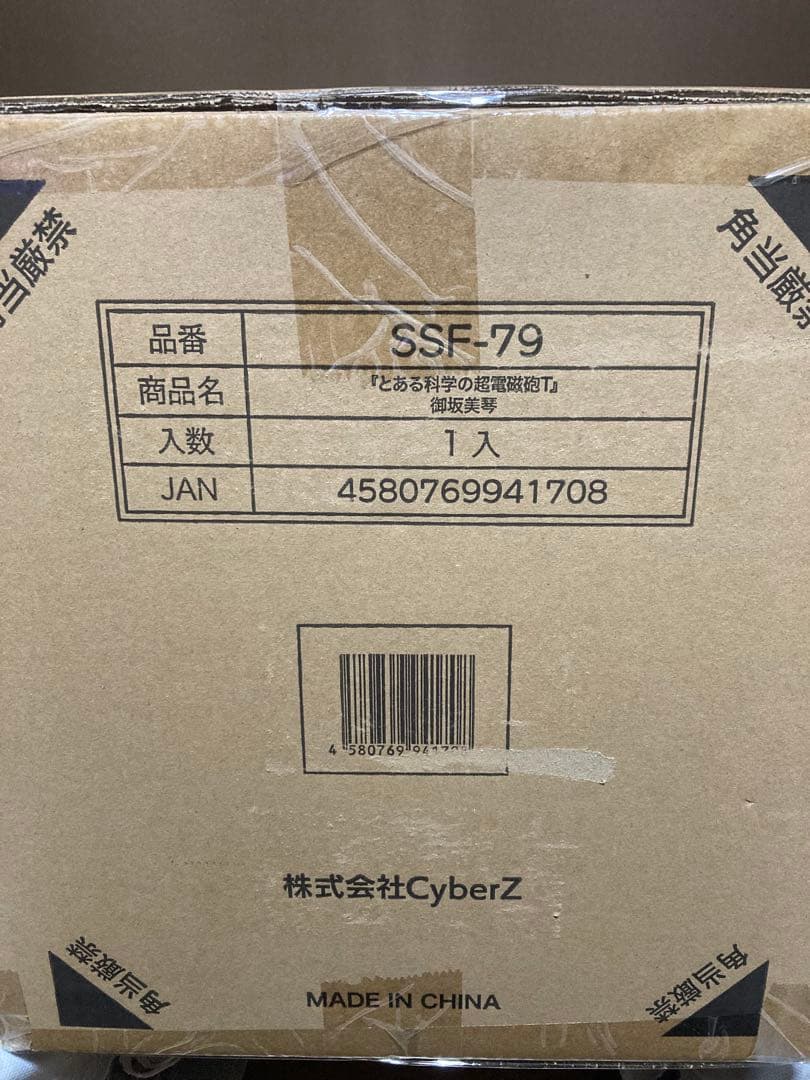 当厳禁
角当厳禁
品番 SSF-79
商品名 『とある科学の超電磁砲T』
御坂美琴
入数 1入
JAN 4580769941708
4 580769
株式会社CyberZ
角当厳禁
角当厳禁
MADE IN CHINA